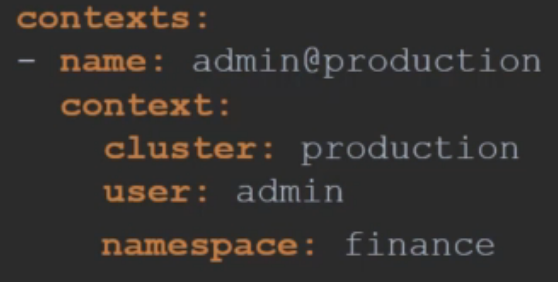 contexts:
- name: admin@production
  context:
    cluster: production
    user: admin
    namespace: finance